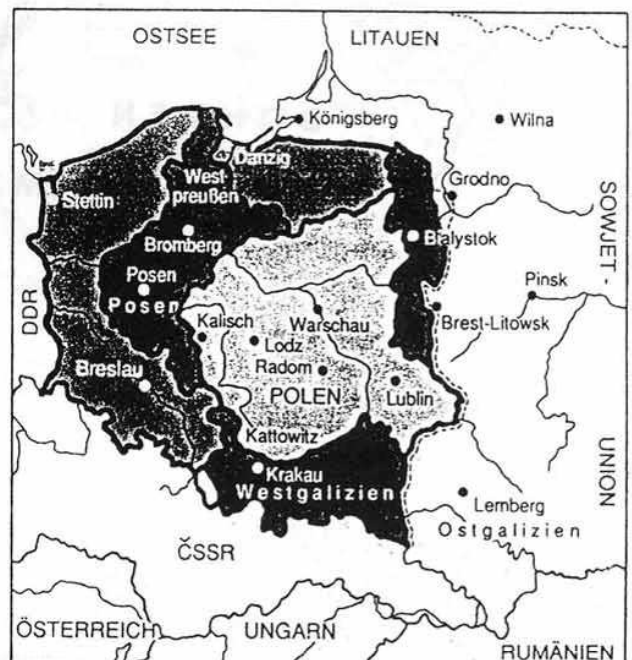 OSTSEE
LITAUEN
Königsberg
Wilna
Danzig
West-
preußen
Stettin
Grodno
Bromberg
Bialystok
SOWJET-
UNION
Posen
Posen
Pinsk
DDR
Kalisch
Warschau
Brest-Litowsk
Lodz
Breslau
Radom
POLEN
Lublin
Kattowitz
Krakau
Westgalizien
Lemberg
Ostgalizien
ČSSR
ÖSTERREICH
UNGARN
RUMÄNIEN